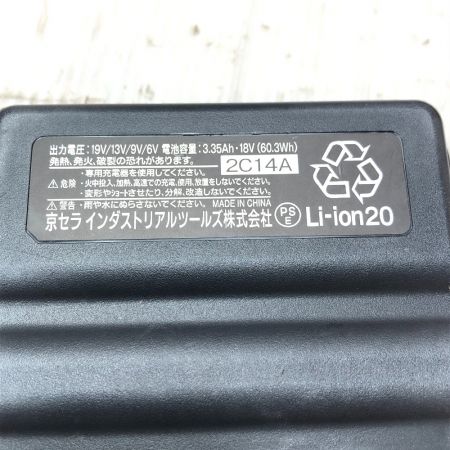 出力電圧:19V/13V/9V/6V 電池容量:3.35Ah・18V(60.3Wh)
発熱、発火、破裂の恐れがあります。 2C14A
⚠危険 ・専用充電器を使用してください。
・火中投入、加熱、高温での充電、使用、放置をしないでください。
・変形やショートさせたり、分解、改造しないでください。
⚠警告:雨や水にぬらさないでください。 MADE IN CHINA
京セラ インダストリアルツールズ株式会社 PSE Li-ion20